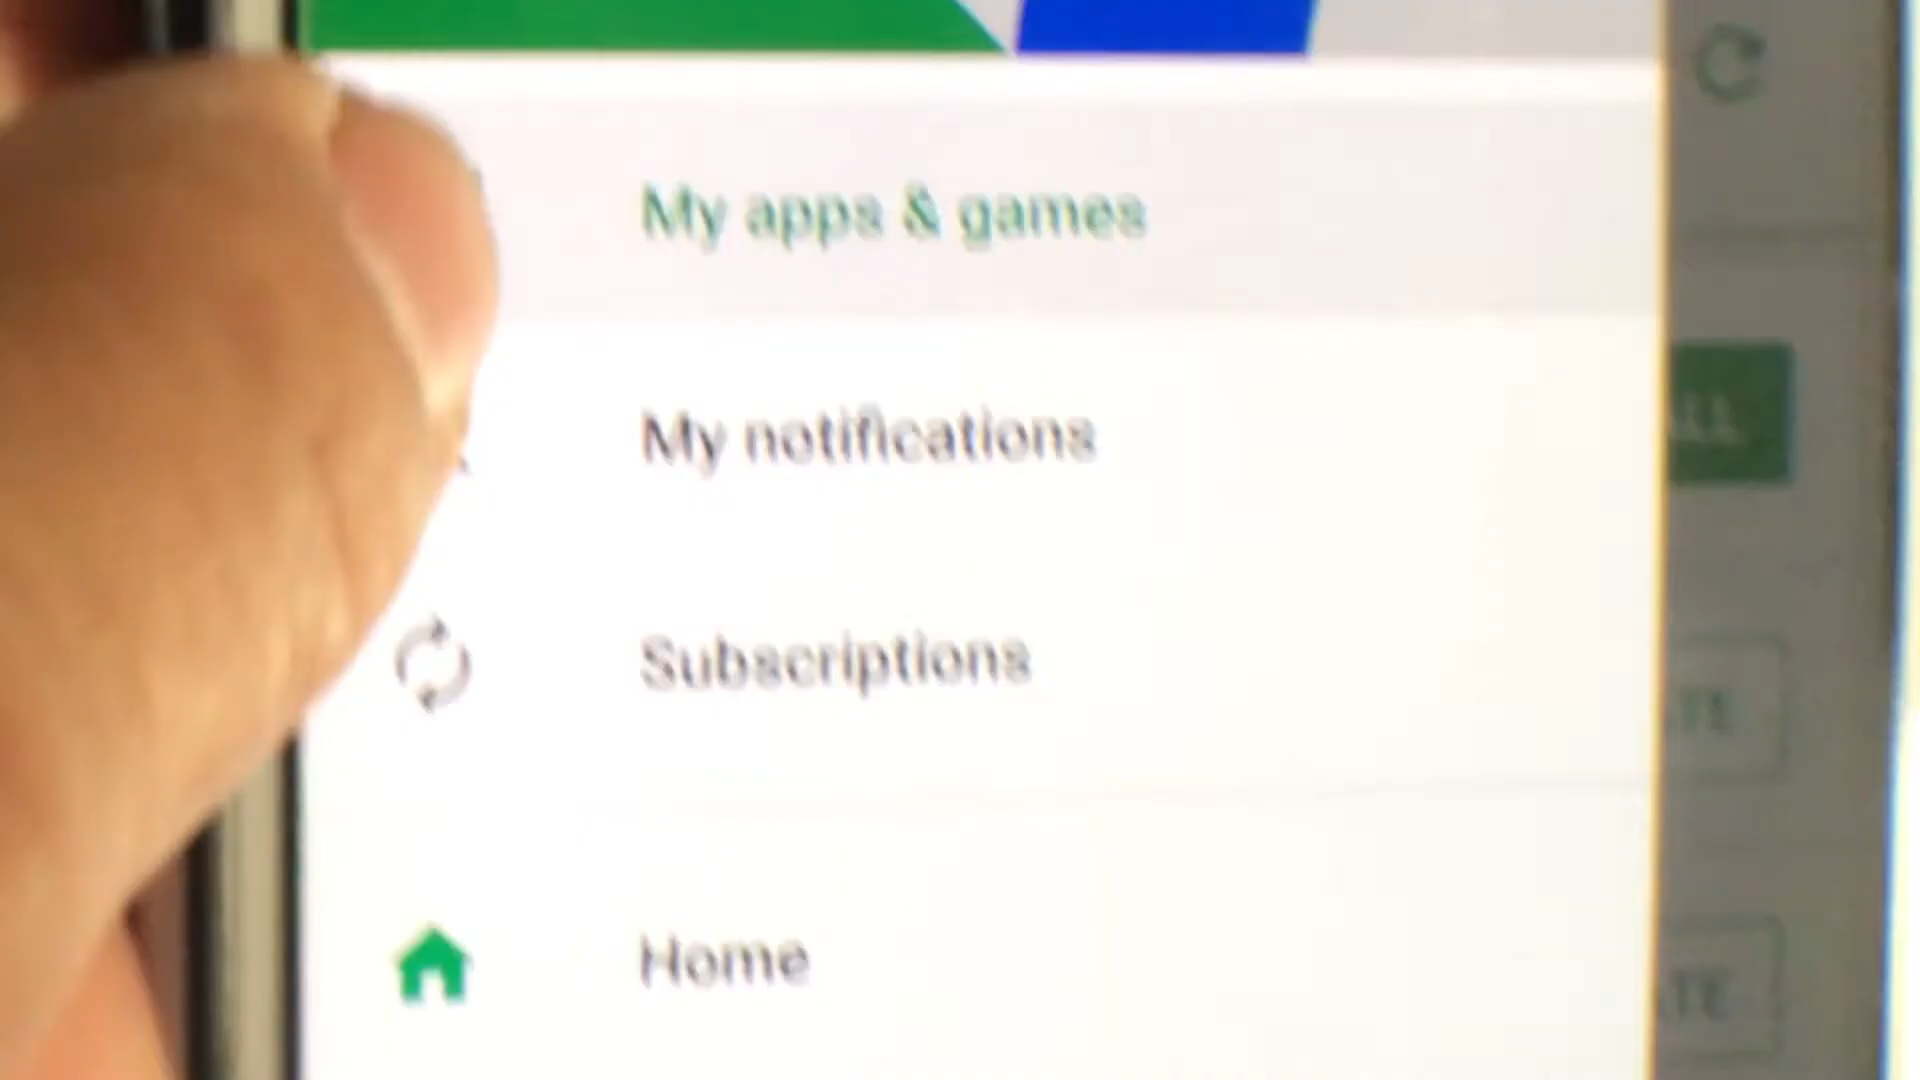 My apps & games
My notifications
Subscriptions
Home